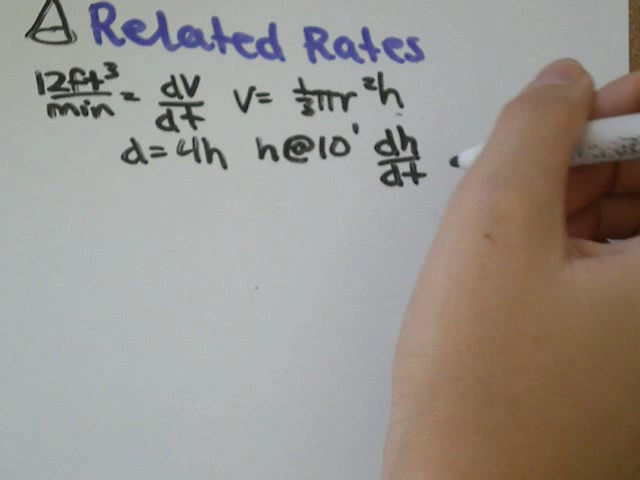 Δ Related Rates
12ft³/min = dV/dt V = 1/3πr²h
d = 4h h@10' dh/dt